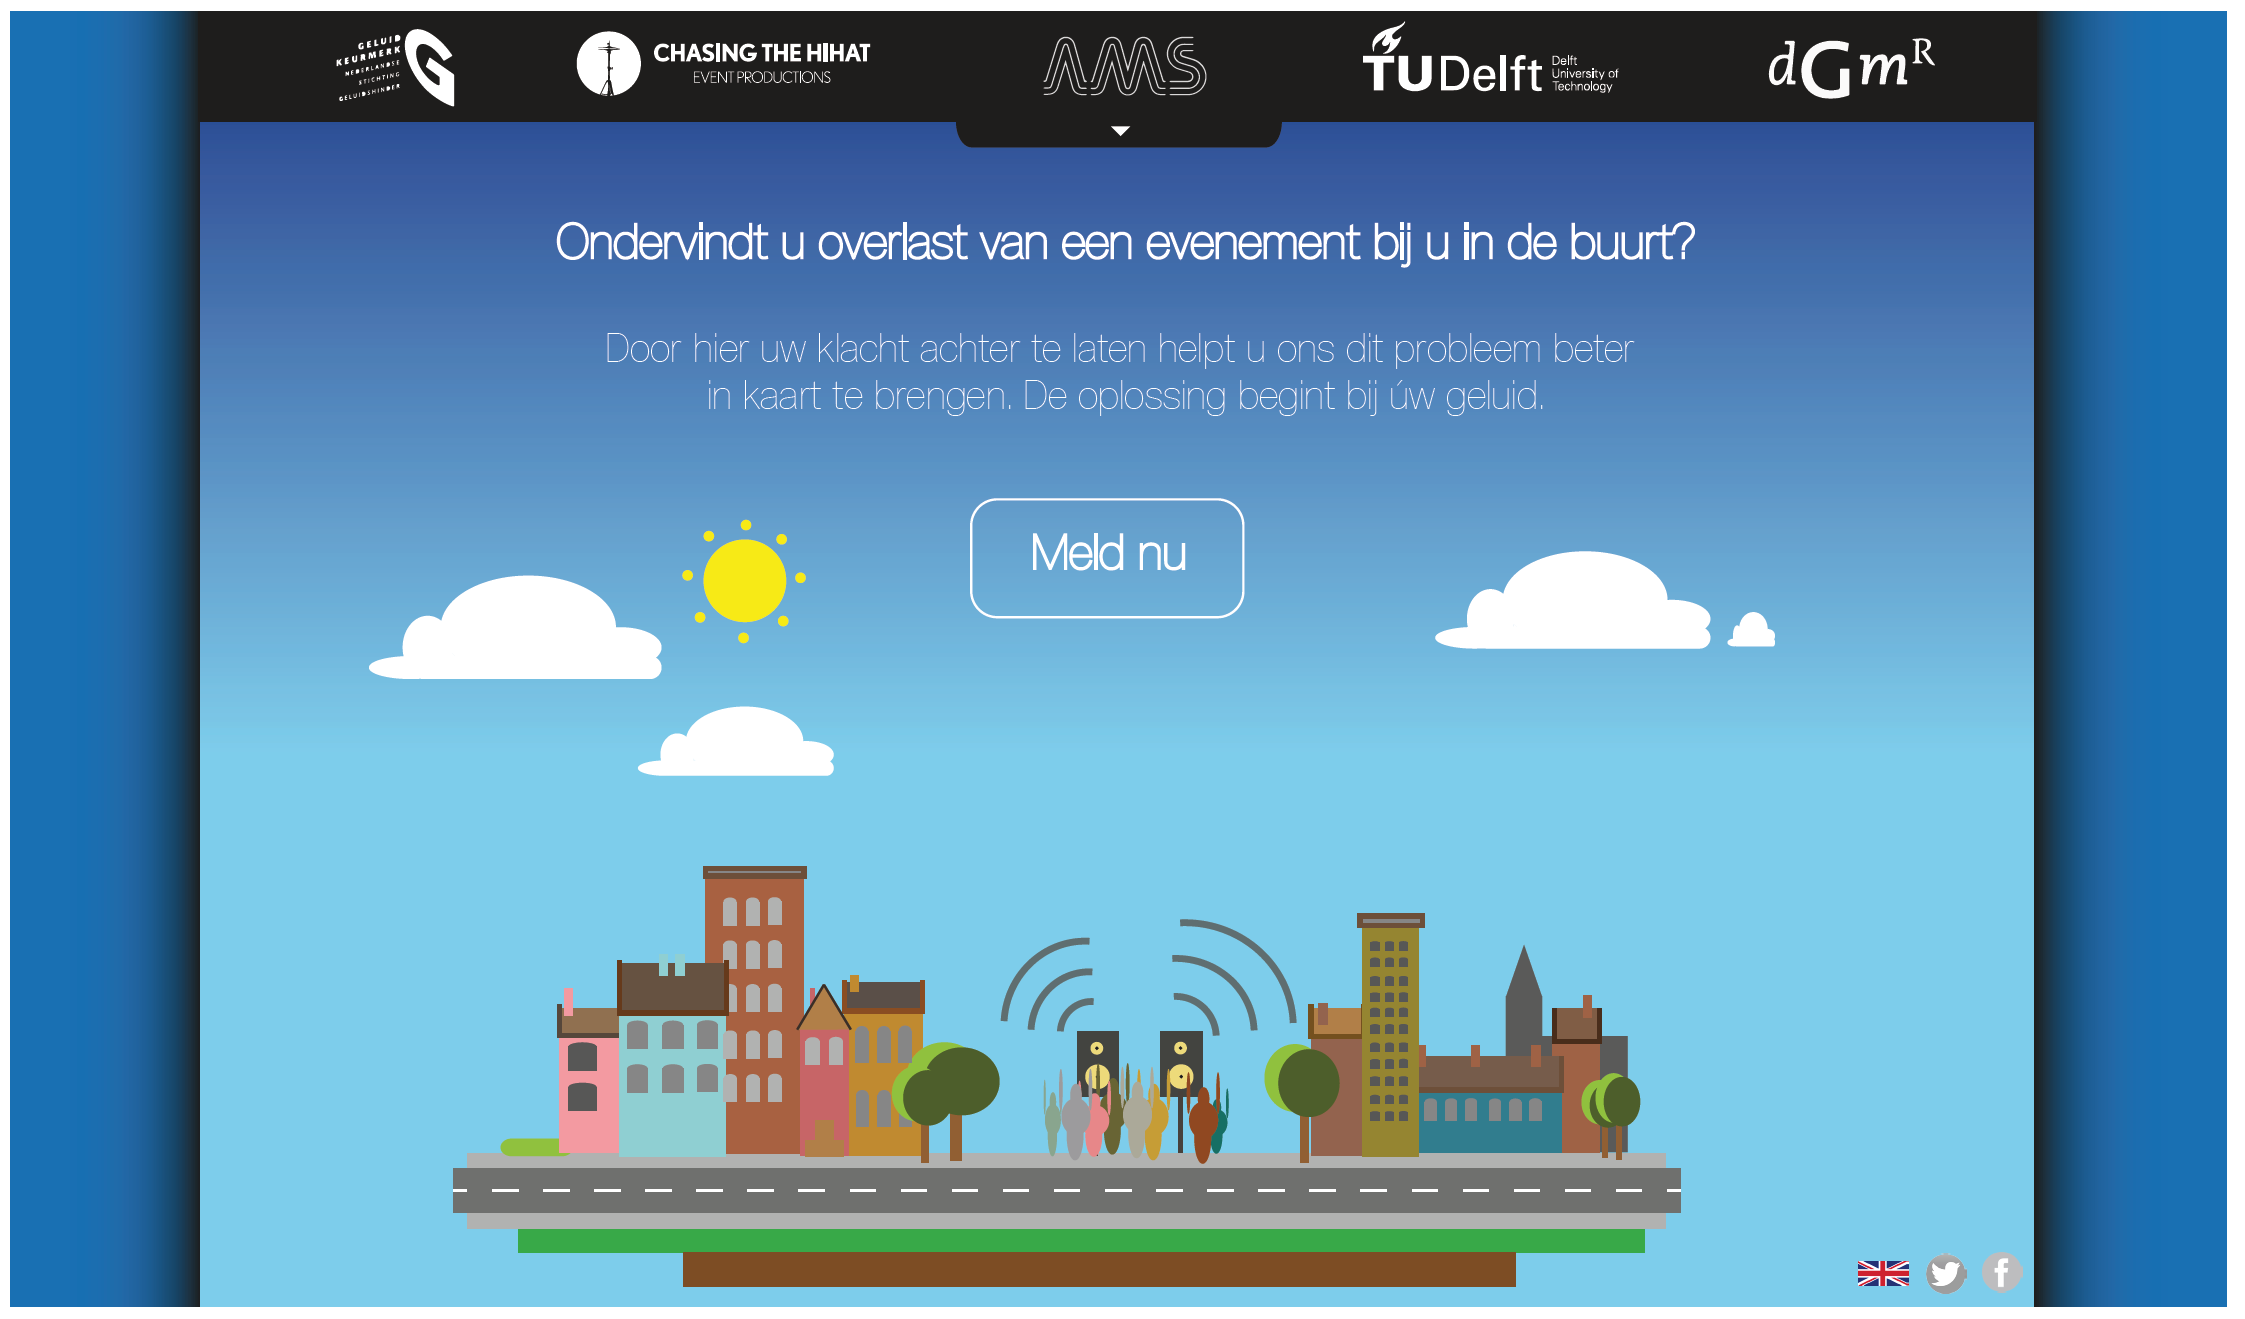 GELUID
KEURMERK
NEDERLANDSE
STICHTING
GELUIDSHINDER
G
CHASING THE HIHAT
EVENT PRODUCTIONS
AMS
TUDelft
Delft
University of
Technology
dGmR
Ondervindt u overlast van een evenement bij u in de buurt?
Door hier uw klacht achter te laten helpt u ons dit probleem beter
in kaart te brengen. De oplossing begint bij úw geluid.
Meld nu
f